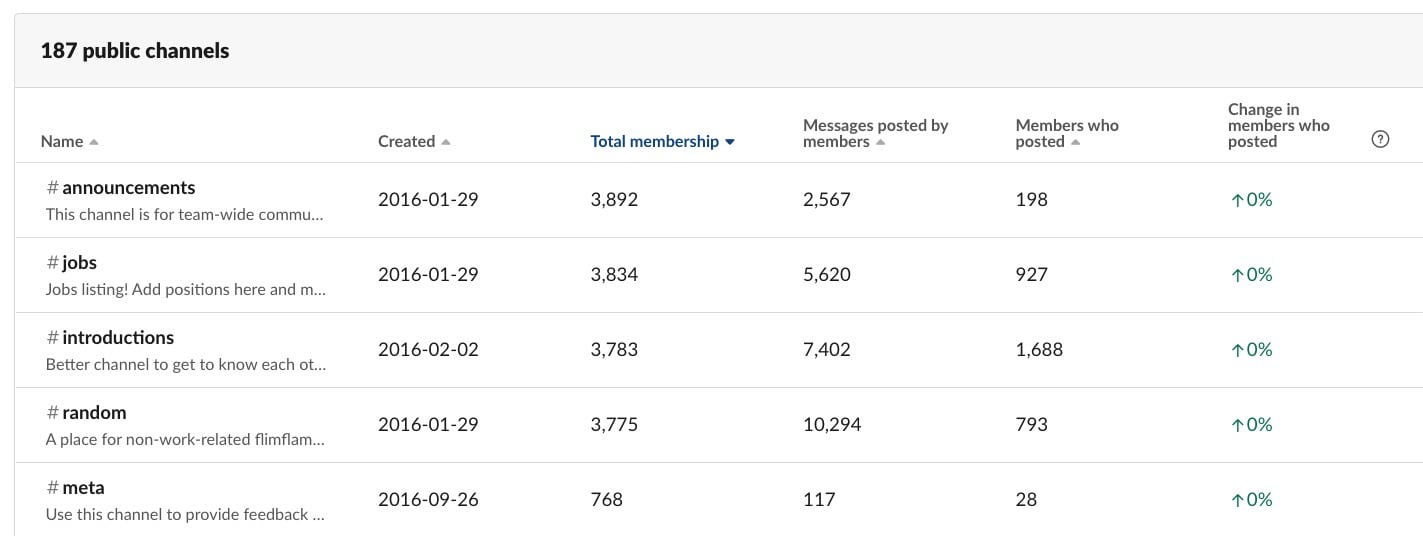 187 public channels
Name Created Total membership Messages posted by members Members who posted Change in members who posted ?
# announcements
This channel is for team-wide commu... 2016-01-29 3,892 2,567 198 ↑0%
# jobs
Jobs listing! Add positions here and m... 2016-01-29 3,834 5,620 927 ↑0%
# introductions
Better channel to get to know each ot... 2016-02-02 3,783 7,402 1,688 ↑0%
# random
A place for non-work-related flimflam... 2016-01-29 3,775 10,294 793 ↑0%
# meta
Use this channel to provide feedback ... 2016-09-26 768 117 28 ↑0%